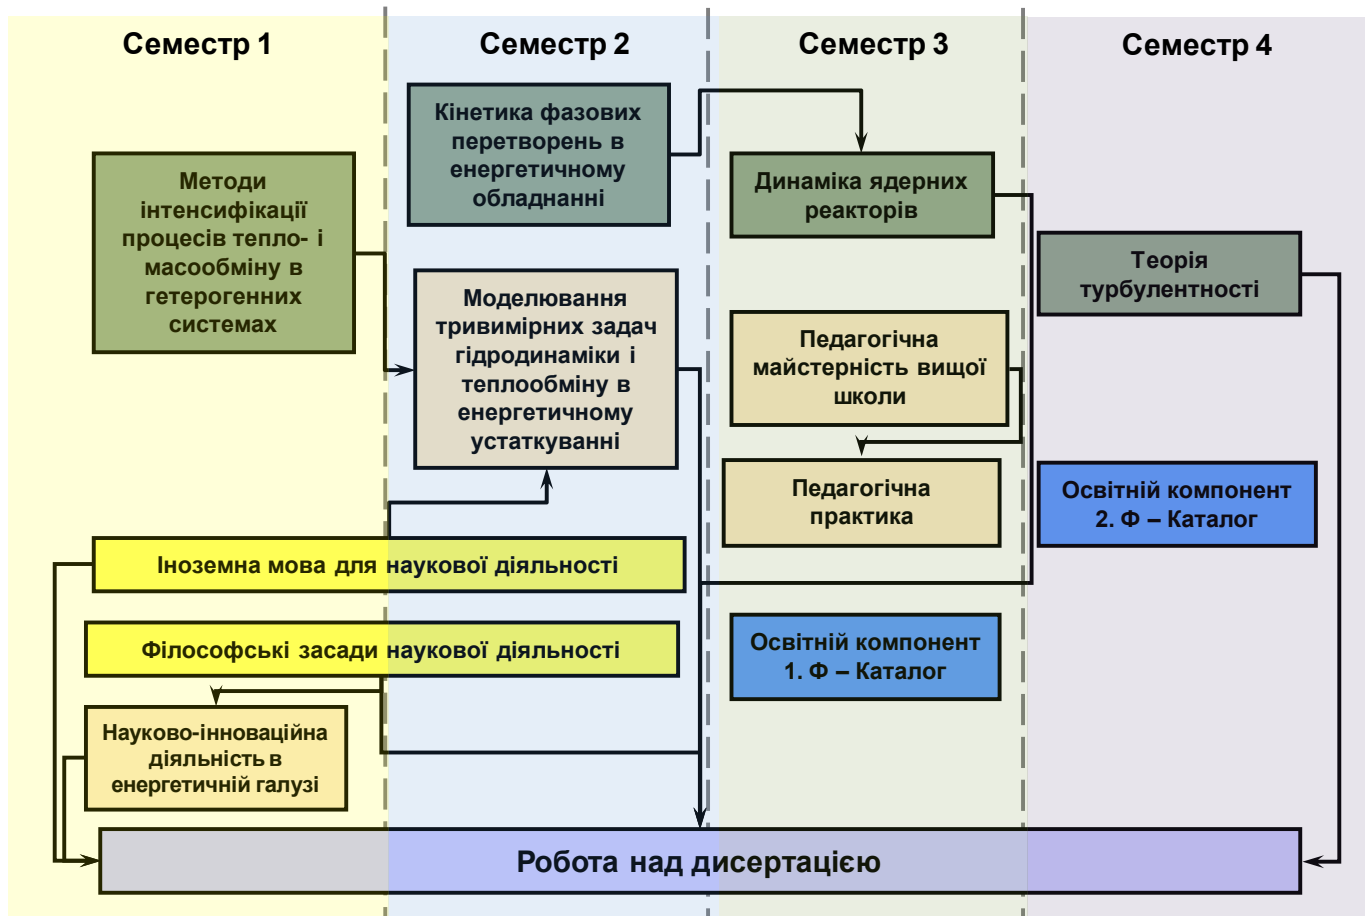 Семестр 1
Семестр 2
Семестр 3
Семестр 4
Методи
інтенсифікації
процесів тепло- і
масообміну в
гетерогенних
системах
Кінетика фазових
перетворень в
енергетичному
обладнанні
Моделювання
тривимірних задач
гідродинаміки і
теплообміну в
енергетичному
устаткуванні
Динаміка ядерних
реакторів
Педагогічна
майстерність вищої
школи
Педагогічна
практика
Теорія
турбулентності
Освітній компонент
2. Ф – Каталог
Іноземна мова для наукової діяльності
Філософські засади наукової діяльності
Освітній компонент
1. Ф – Каталог
Науково-інноваційна
діяльність в
енергетичній галузі
Робота над дисертацією